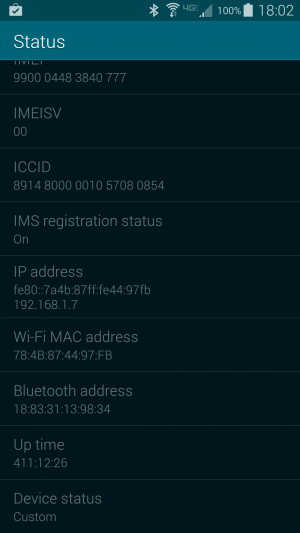 4G
100% 18:02
Status
IMEI
9900 0448 3840 777
IMEISV
00
ICCID
8914 8000 0010 5708 0854
IMS registration status
On
IP address
fe80::7a4b:87ff:fe44:97fb
192.168.1.7
Wi-Fi MAC address
78:4B:87:44:97:FB
Bluetooth address
18:83:31:13:98:34
Up time
411:12:26
Device status
Custom